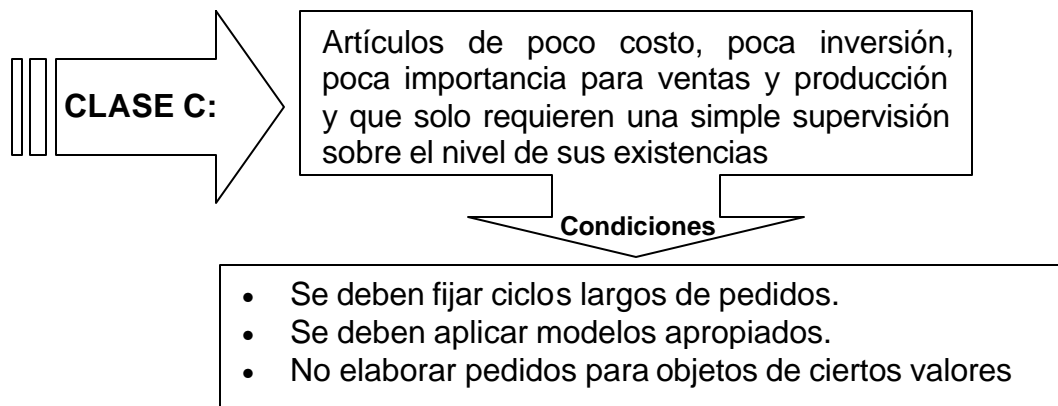 CLASE C:
Artículos de poco costo, poca inversión,
poca importancia para ventas y producción
y que solo requieren una simple supervisión
sobre el nivel de sus existencias
Condiciones
• Se deben fijar ciclos largos de pedidos.
• Se deben aplicar modelos apropiados.
• No elaborar pedidos para objetos de ciertos valores